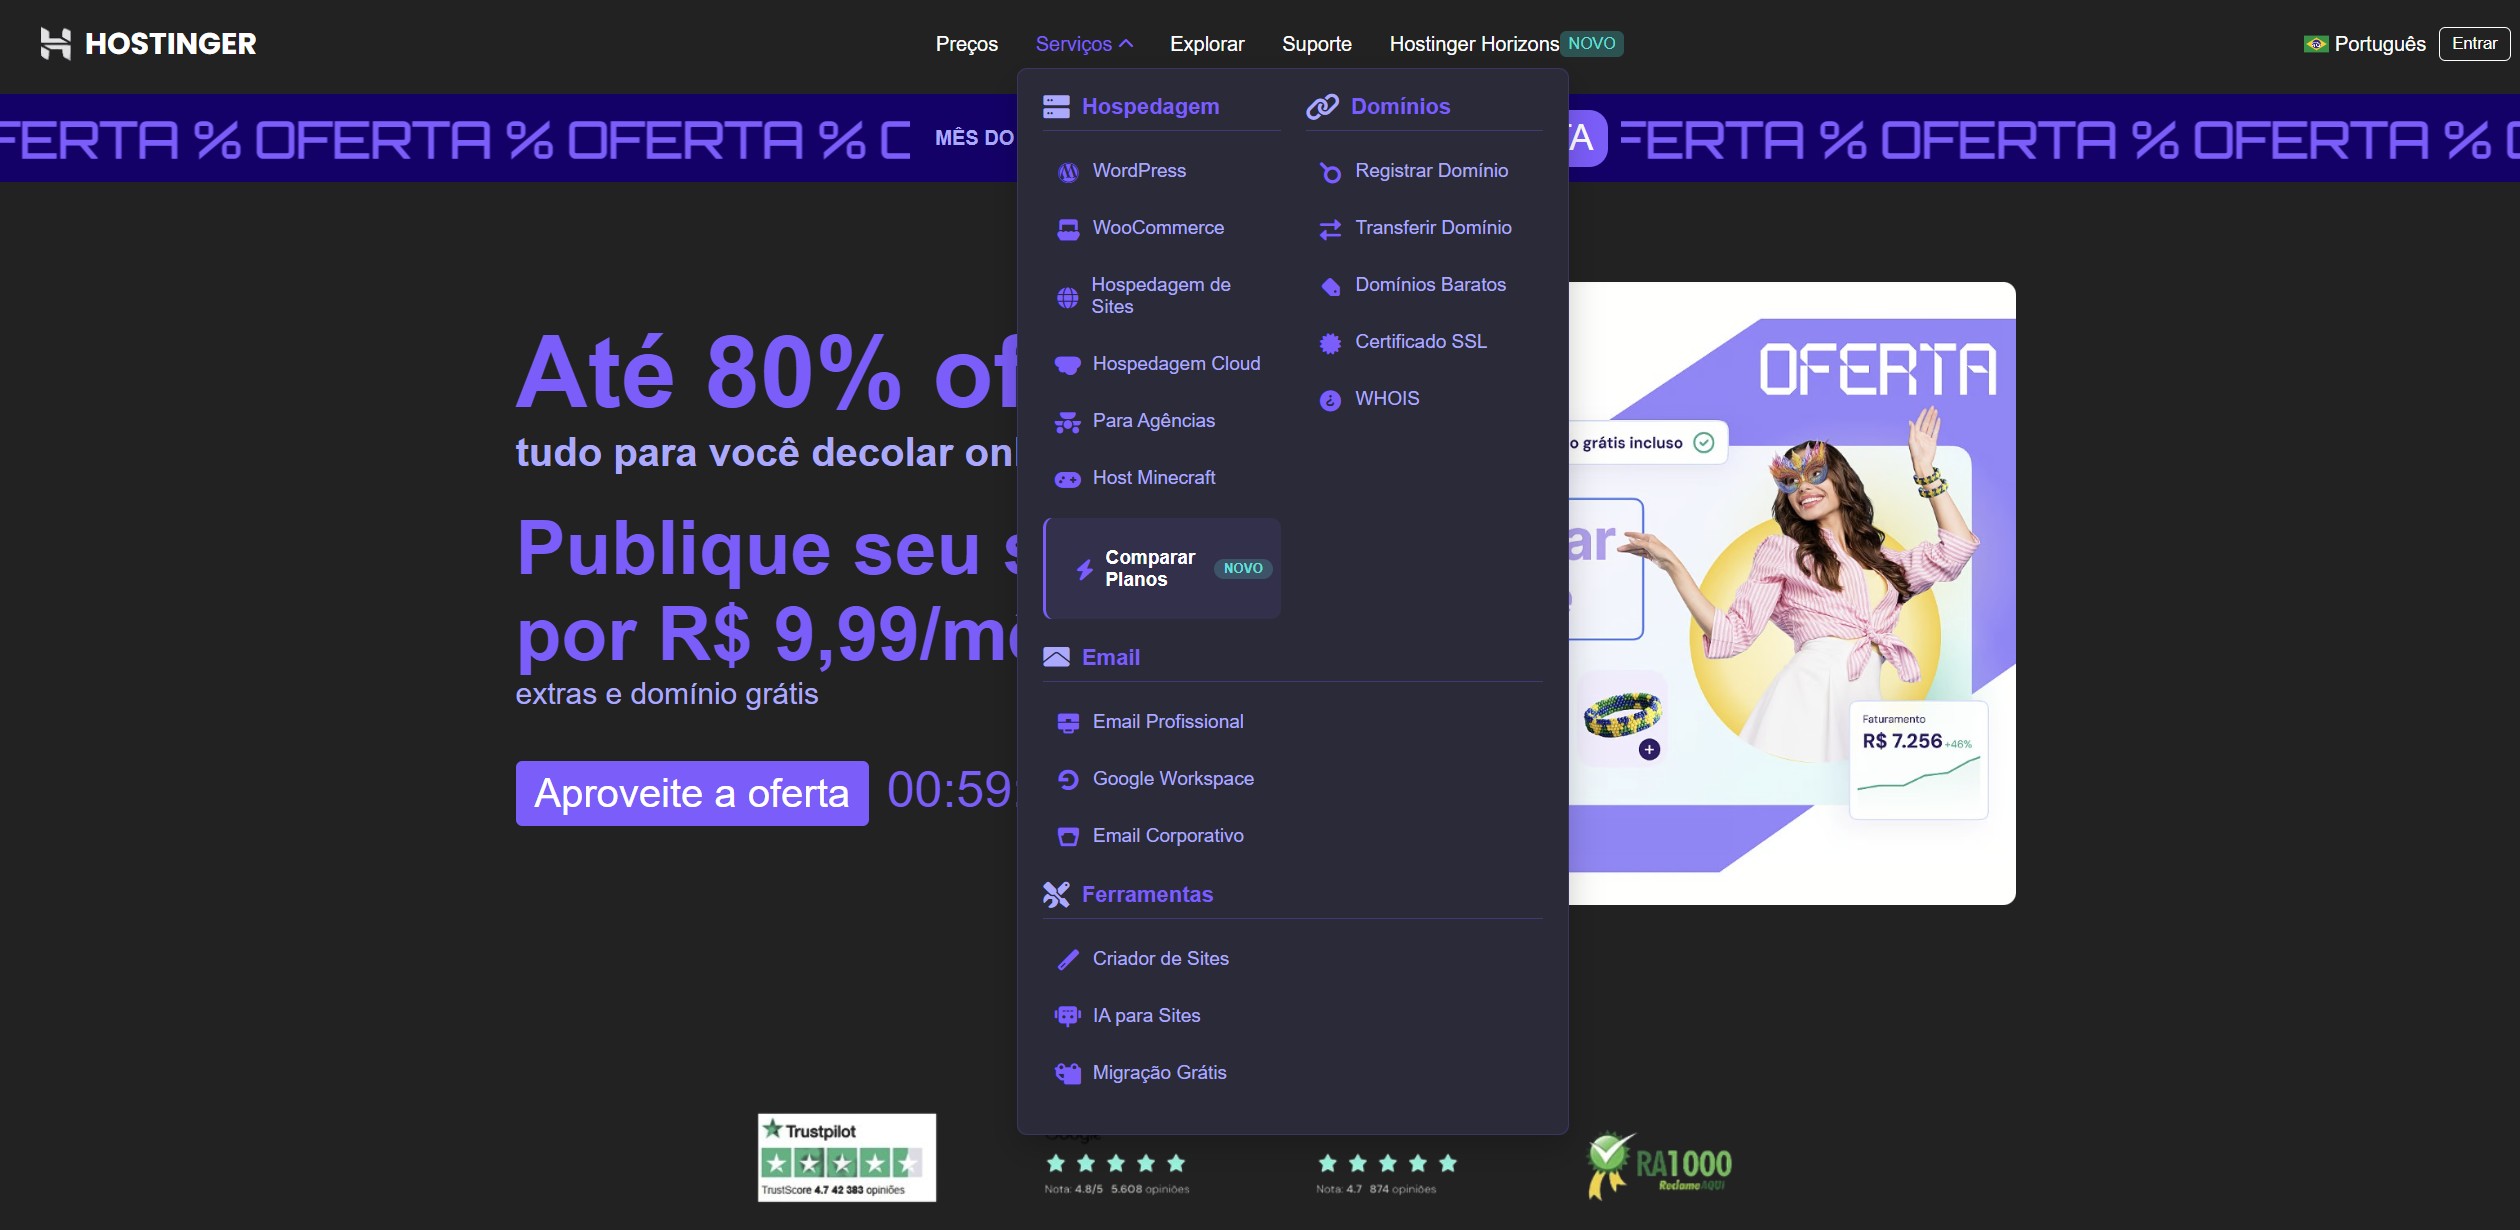 HOSTINGER
Preços
Serviços
Explorar
Suporte
Hostinger Horizons NOVO
Português
Entrar
FERTA % OFERTA % OFERTA %
MÊS DO
FERTA % OFERTA % OFERTA %
Hospedagem
WordPress
WooCommerce
Hospedagem de
Sites
Hospedagem Cloud
Para Agências
Host Minecraft
Comparar
Planos
NOVO
Domínios
Registrar Domínio
Transferir Domínio
Domínios Baratos
Certificado SSL
WHOIS
Email
Email Profissional
Google Workspace
Email Corporativo
Ferramentas
Criador de Sites
IA para Sites
Migração Grátis
Até 80% of
tudo para você decolar onl
Publique seu s
por R$ 9,99/mê
extras e domínio grátis
Aproveite a oferta
00:59:
OFERTA
o grátis incluso
ar
Faturamento
R$ 7.256 +46%
Trustpilot
TrustScore 4.7 42 383 opiniões
Nota: 4.8/5 5.608 opiniões
Nota: 4.7 874 opiniões
RA1000
ReclameAQUI